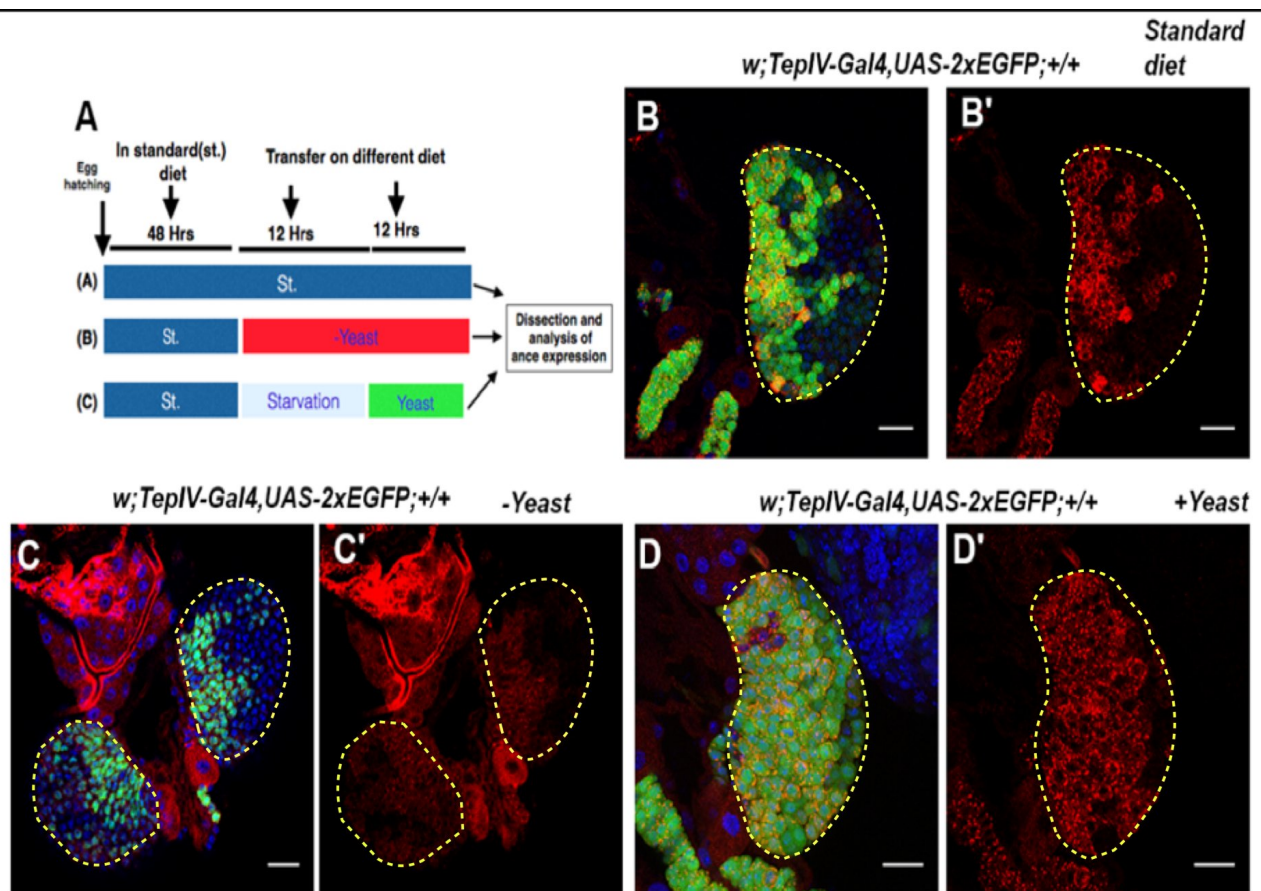 Standard
diet
w;TepIV-Gal4,UAS-2xEGFP;+/+
A
B
B'
Egg
hatching
In standard(st.)
diet
Transfer on different diet
48 Hrs
12 Hrs
12 Hrs
(A)
St.
(B)
St.
-Yeast
(C)
St.
Starvation
Yeast
Dissection and
analysis of
ance expression
w;TepIV-Gal4,UAS-2xEGFP;+/+ -Yeast
w;TepIV-Gal4,UAS-2xEGFP;+/+ +Yeast
C
C'
D
D'